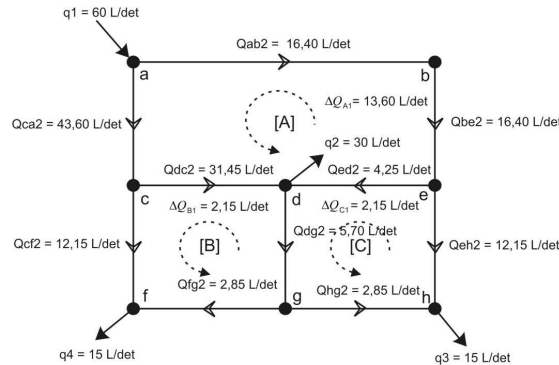 q1 = 60 L/det
Qab2 = 16,40 L/det
a
b
ΔQA1 = 13,60 L/det
Qca2 = 43,60 L/det
[A]
Qbe2 = 16,40 L/det
q2 = 30 L/det
Qdc2 = 31,45 L/det
Qed2 = 4,25 L/det
c
d
e
ΔQB1 = 2,15 L/det
ΔQC1 = 2,15 L/det
Qdg2 = 5,70 L/det
Qcf2 = 12,15 L/det
[B]
[C]
Qeh2 = 12,15 L/det
Qfg2 = 2,85 L/det
Qhg2 = 2,85 L/det
f
g
h
q4 = 15 L/det
q3 = 15 L/det